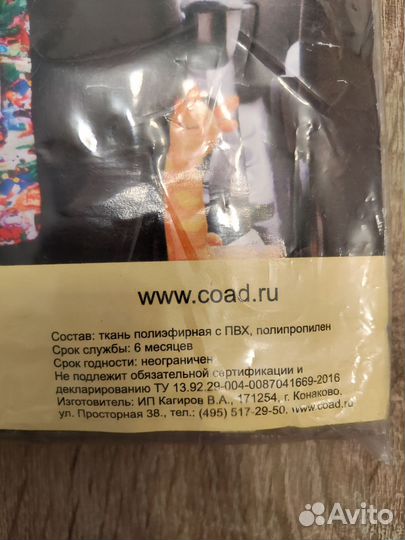 www.coad.ru
Состав: ткань полиэфирная с ПВХ, полипропилен
Срок службы: 6 месяцев
Срок годности: неограничен
Не подлежит обязательной сертификации и
декларированию ТУ 13.92.29-004-0087041669-2016
Изготовитель: ИП Кагиров В.А., 171254, г. Конаково.
ул. Просторная 38., тел.: (495) 517-29-50. www.coad.ru
Avito